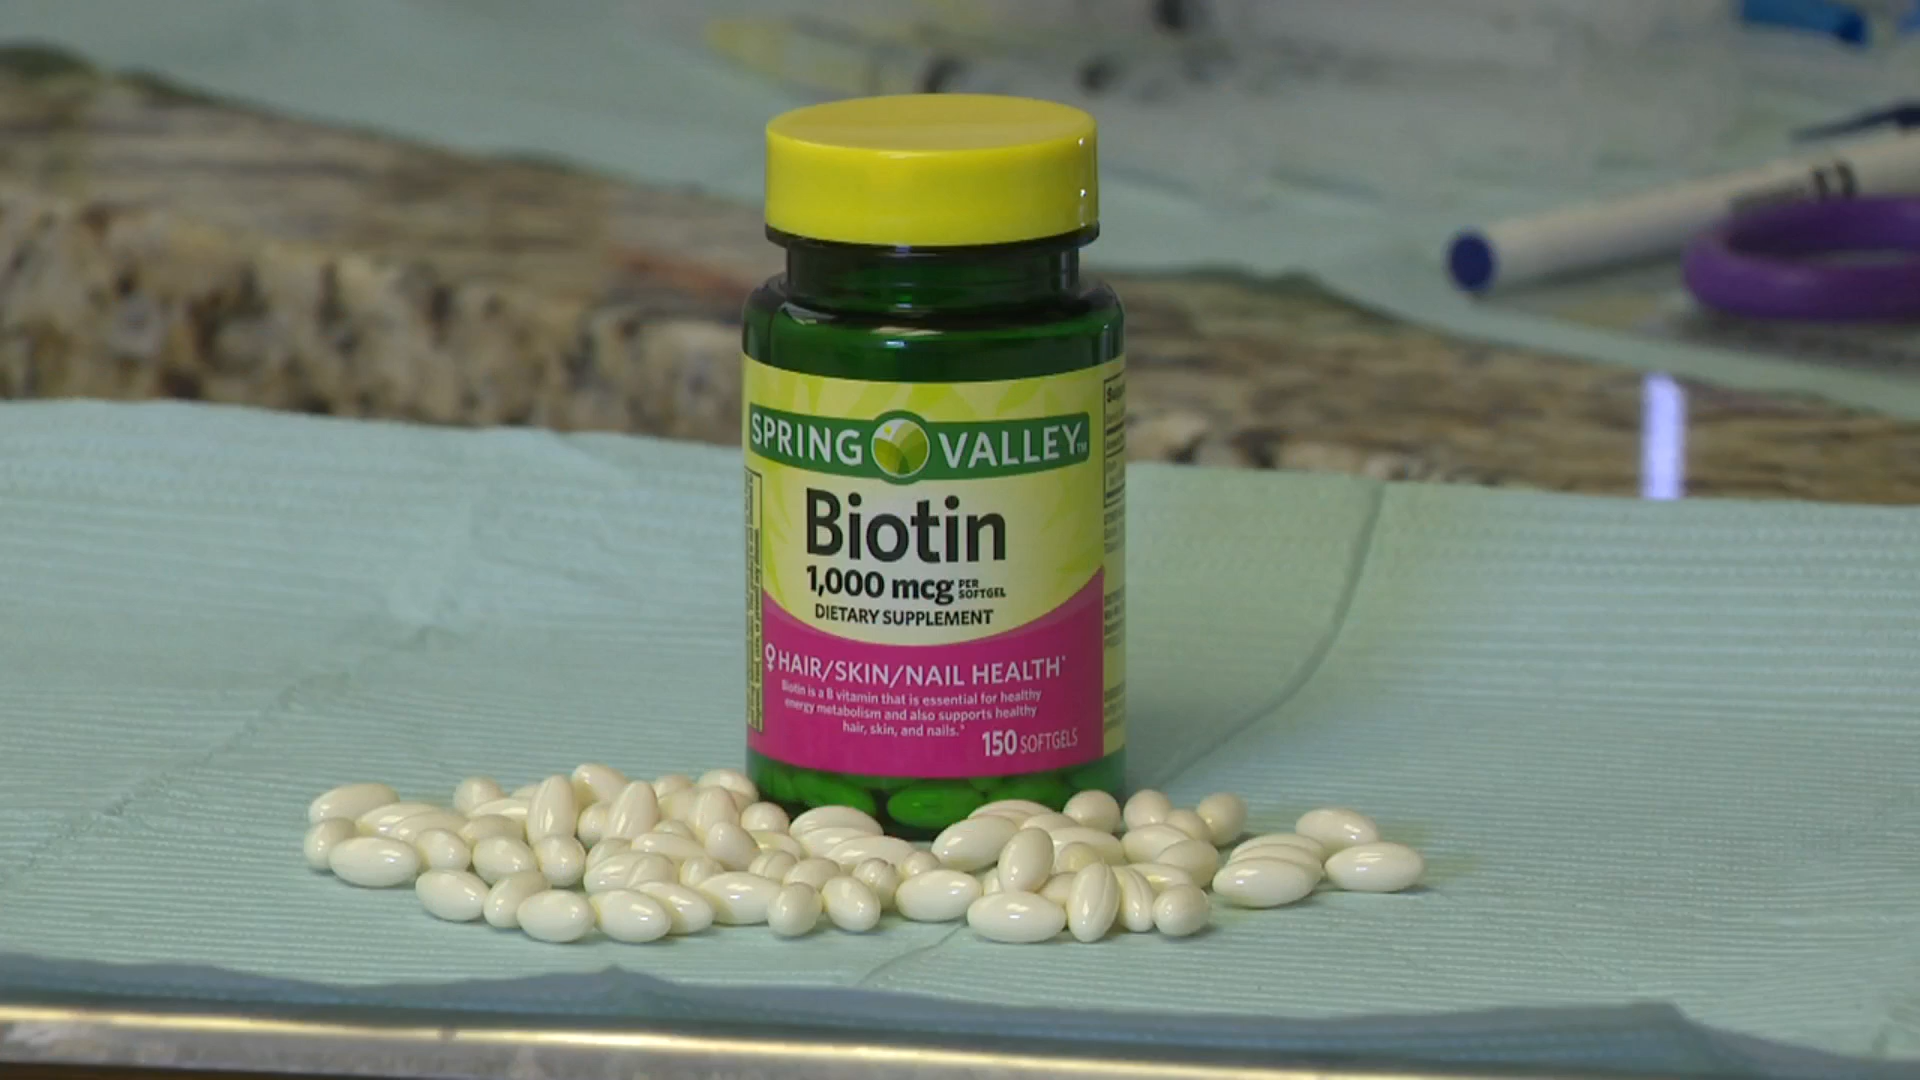 SPRING VALLEY™
Biotin
1,000 mcg PER SOFTGEL
DIETARY SUPPLEMENT
♀ HAIR/SKIN/NAIL HEALTH*
Biotin is a B vitamin that is essential for healthy
energy metabolism and also supports healthy
hair, skin, and nails.*
150 SOFTGELS